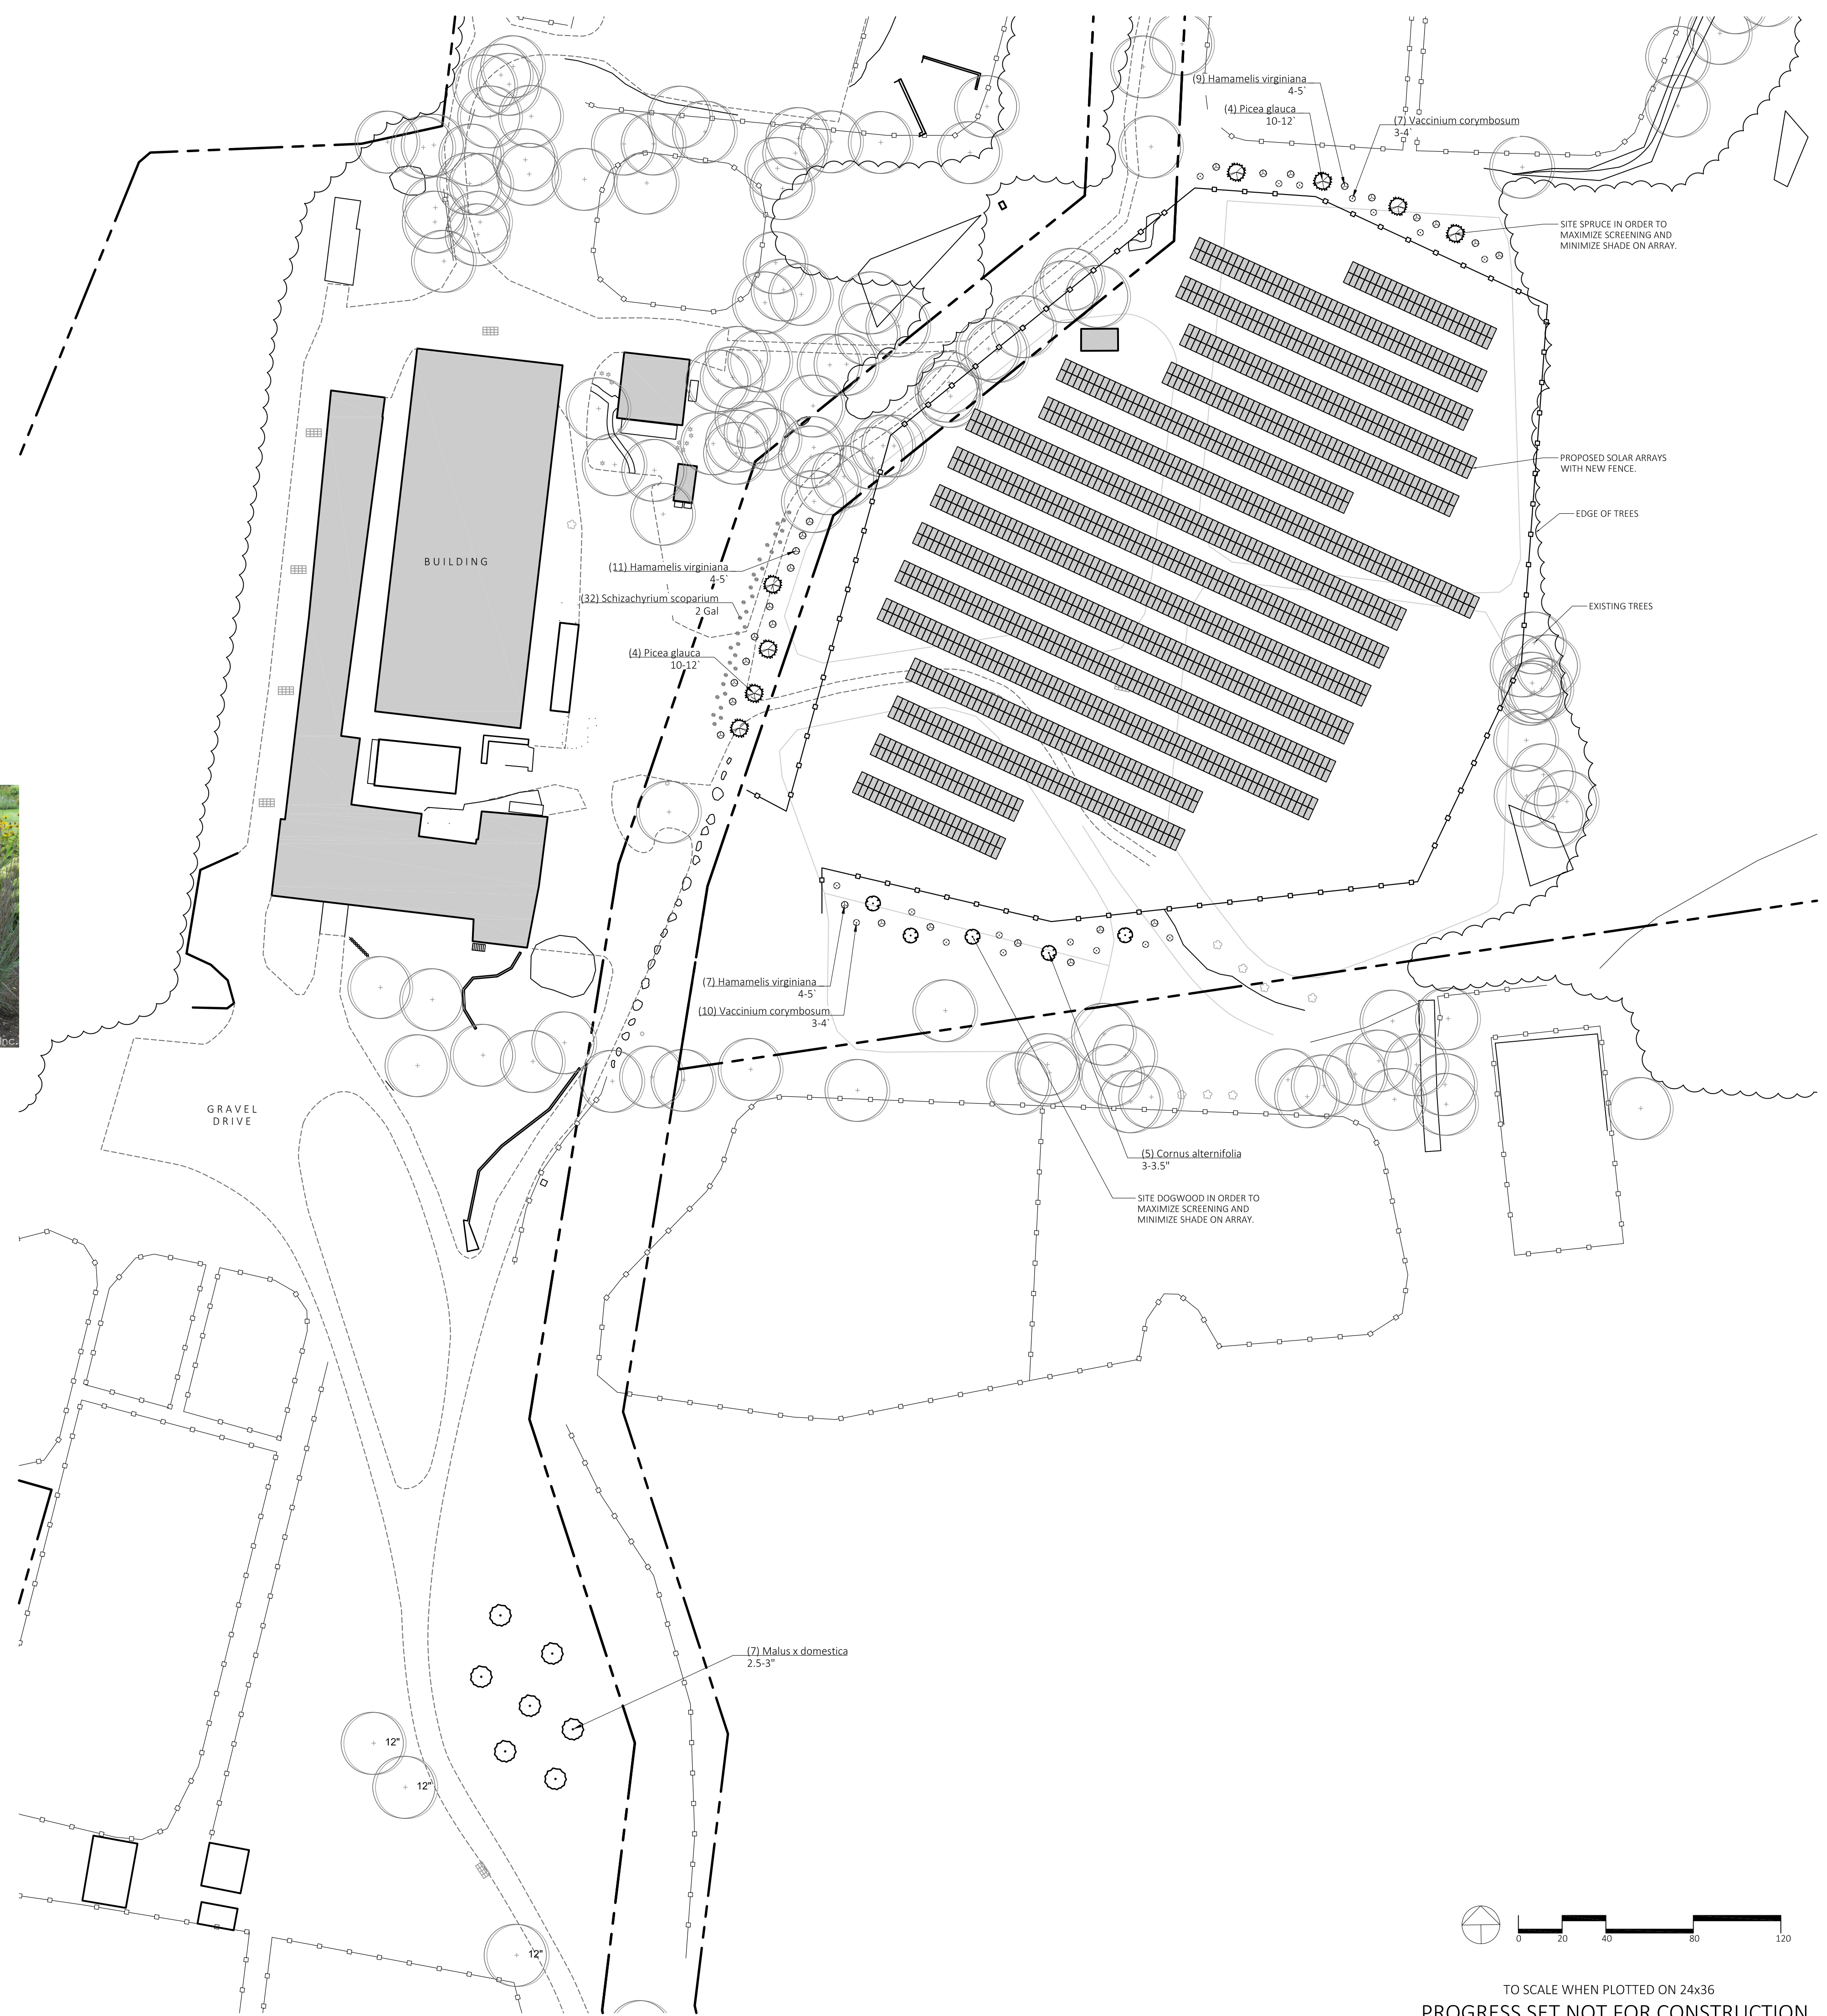 (9) Hamamelis virginiana
4-5`
(4) Picea glauca
10-12`
(7) Vaccinium corymbosum
3-4`
SITE SPRUCE IN ORDER TO
MAXIMIZE SCREENING AND
MINIMIZE SHADE ON ARRAY.
PROPOSED SOLAR ARRAYS
WITH NEW FENCE.
EDGE OF TREES
BUILDING
(11) Hamamelis virginiana
4-5`
(32) Schizachyrium scoparium
2 Gal
EXISTING TREES
(4) Picea glauca
10-12`
(7) Hamamelis virginiana
4-5`
(10) Vaccinium corymbosum
3-4`
Inc.
GRAVEL
DRIVE
(5) Cornus alternifolia
3-3.5"
SITE DOGWOOD IN ORDER TO
MAXIMIZE SCREENING AND
MINIMIZE SHADE ON ARRAY.
(7) Malus x domestica
2.5-3"
12"
12"
12"
0 20 40 80 120
TO SCALE WHEN PLOTTED ON 24x36
PROGRESS SET NOT FOR CONSTRUCTION